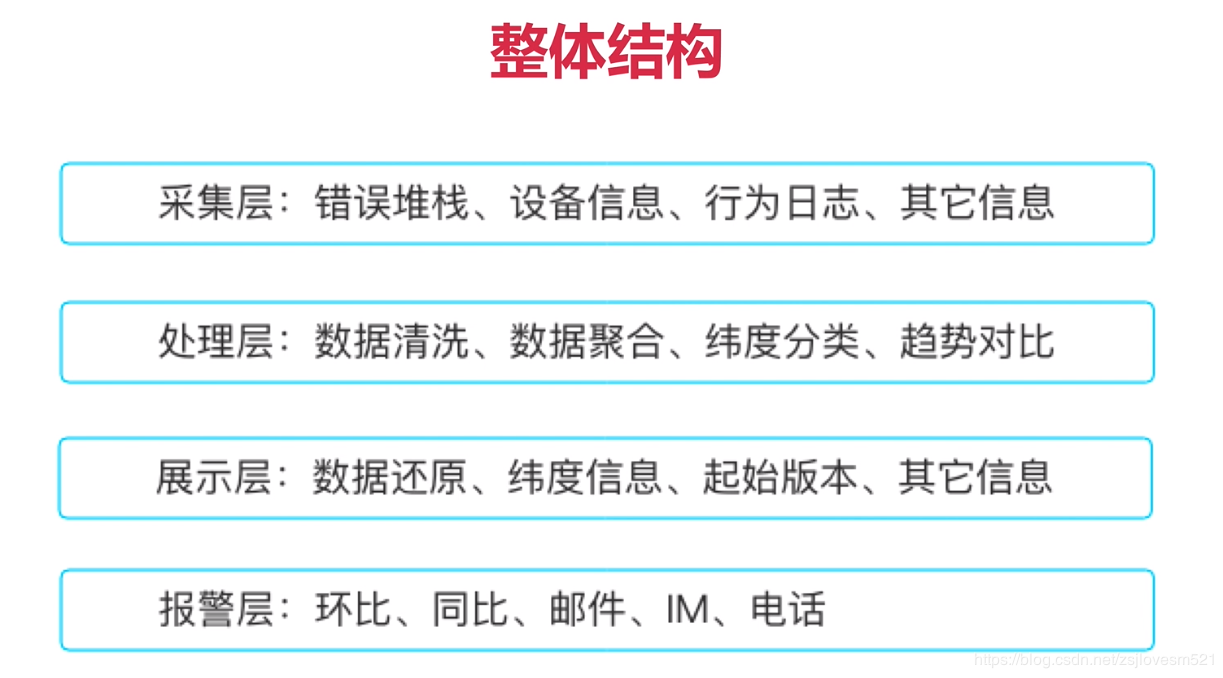 整体结构
采集层：错误堆栈、设备信息、行为日志、其它信息
处理层：数据清洗、数据聚合、纬度分类、趋势对比
展示层：数据还原、纬度信息、起始版本、其它信息
报警层：环比、同比、邮件、IM、电话
https://blog.csdn.net/zsjlovesm521